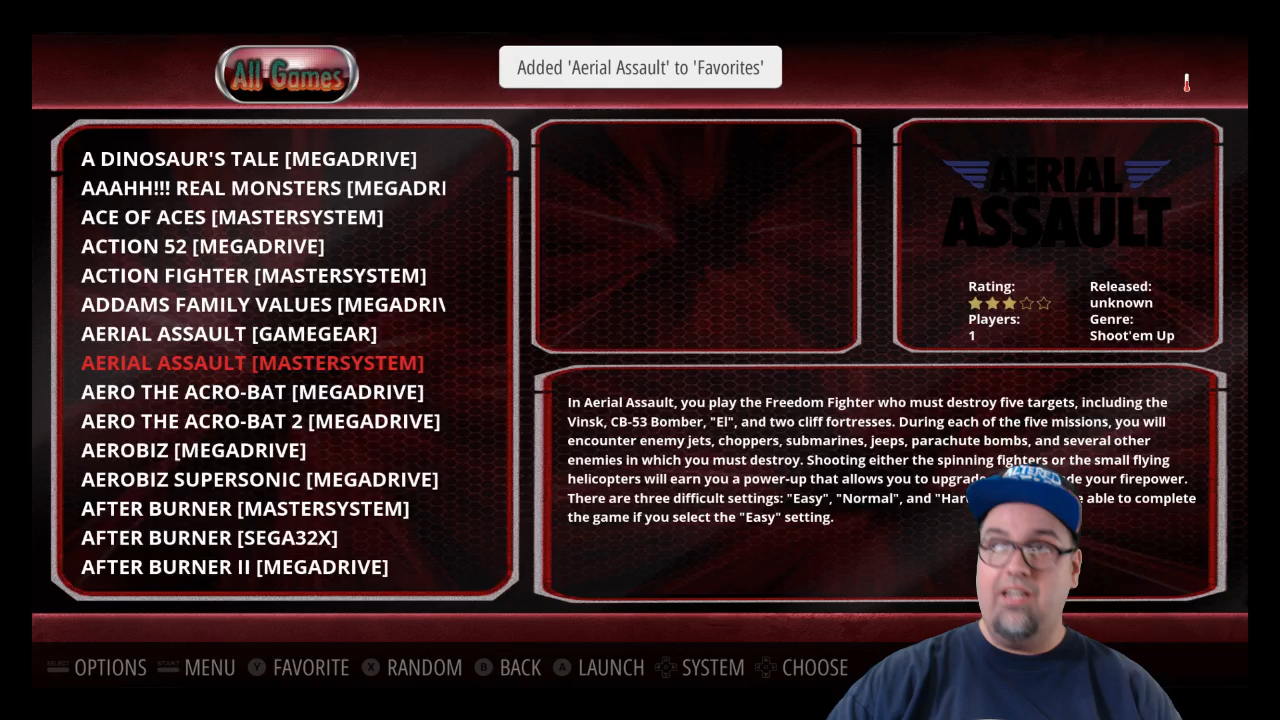 All Games
Added 'Aerial Assault' to 'Favorites'
A DINOSAUR'S TALE [MEGADRIVE]
AAAHH!!! REAL MONSTERS [MEGADRI
ACE OF ACES [MASTERSYSTEM]
ACTION 52 [MEGADRIVE]
ACTION FIGHTER [MASTERSYSTEM]
ADDAMS FAMILY VALUES [MEGADRI
AERIAL ASSAULT [GAMEGEAR]
AERIAL ASSAULT [MASTERSYSTEM]
AERO THE ACRO-BAT [MEGADRIVE]
AERO THE ACRO-BAT 2 [MEGADRIVE]
AEROBIZ [MEGADRIVE]
AEROBIZ SUPERSONIC [MEGADRIVE]
AFTER BURNER [MASTERSYSTEM]
AFTER BURNER [SEGA32X]
AFTER BURNER II [MEGADRIVE]
AERIAL
ASSAULT
Rating:
Players:
1
Released:
unknown
Genre:
Shoot'em Up
In Aerial Assault, you play the Freedom Fighter who must destroy five targets, including the
Vinsk, CB-53 Bomber, "El", and two cliff fortresses. During each of the five missions, you will
encounter enemy jets, choppers, submarines, jeeps, parachute bombs, and several other
enemies in which you must destroy. Shooting either the spinning fighters or the small flying
helicopters will earn you a power-up that allows you to upgrade your firepower.
There are three difficult settings: "Easy", "Normal", and "Har able to complete
the game if you select the "Easy" setting.
ALTERED
SELECT OPTIONS START MENU Y FAVORITE X RANDOM B BACK A LAUNCH SYSTEM CHOOSE